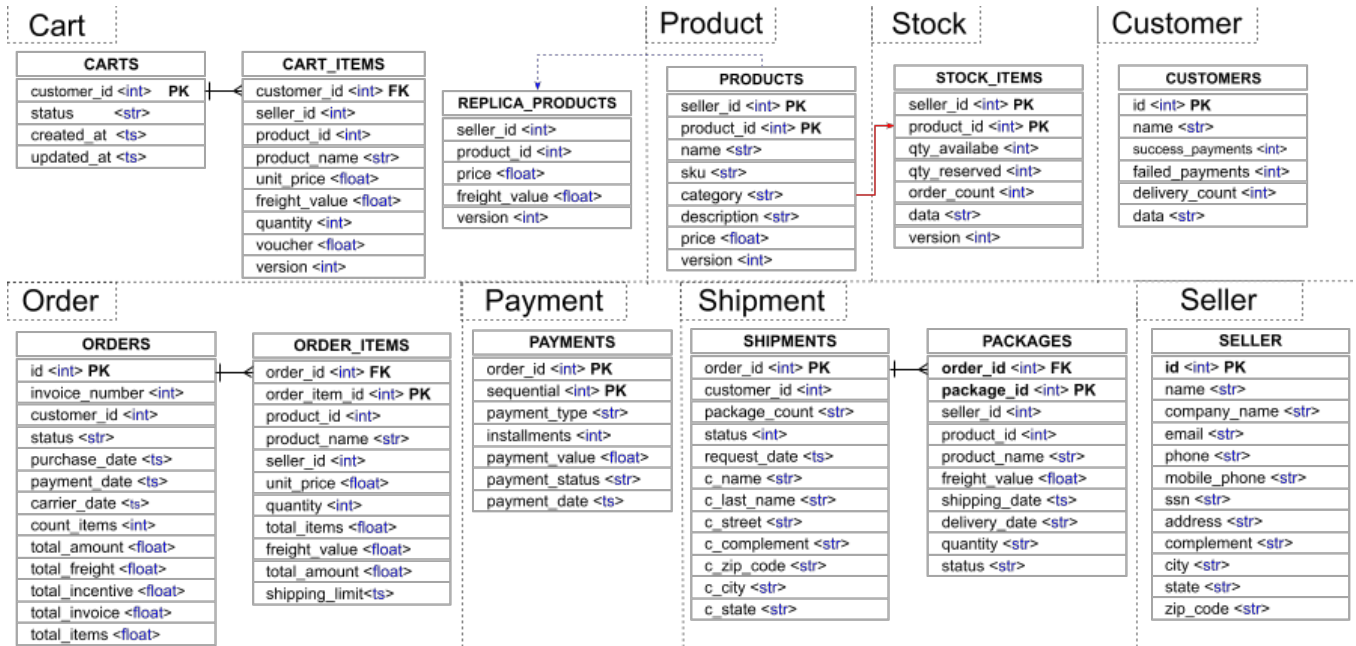 Cart
CARTS
customer_id <int> PK
status <str>
created_at <ts>
updated_at <ts>
CART_ITEMS
customer_id <int> FK
seller_id <int>
product_id <int>
product_name <str>
unit_price <float>
freight_value <float>
quantity <int>
voucher <float>
version <int>
REPLICA_PRODUCTS
seller_id <int>
product_id <int>
price <float>
freight_value <float>
version <int>
Product
PRODUCTS
seller_id <int> PK
product_id <int> PK
name <str>
sku <str>
category <str>
description <str>
price <float>
version <int>
Stock
STOCK_ITEMS
seller_id <int> PK
product_id <int> PK
qty_availabe <int>
qty_reserved <int>
order_count <int>
data <str>
version <int>
Customer
CUSTOMERS
id <int> PK
name <str>
success_payments <int>
failed_payments <int>
delivery_count <int>
data <str>
Order
ORDERS
id <int> PK
invoice_number <int>
customer_id <int>
status <str>
purchase_date <ts>
payment_date <ts>
carrier_date <ts>
count_items <int>
total_amount <float>
total_freight <float>
total_incentive <float>
total_invoice <float>
total_items <float>
ORDER_ITEMS
order_id <int> FK
order_item_id <int> PK
product_id <int>
product_name <str>
seller_id <int>
unit_price <float>
quantity <int>
total_items <float>
freight_value <float>
total_amount <float>
shipping_limit<ts>
Payment
PAYMENTS
order_id <int> PK
sequential <int> PK
payment_type <str>
installments <int>
payment_value <float>
payment_status <str>
payment_date <ts>
Shipment
SHIPMENTS
order_id <int> PK
customer_id <int>
package_count <str>
status <int>
request_date <ts>
c_name <str>
c_last_name <str>
c_street <str>
c_complement <str>
c_zip_code <str>
c_city <str>
c_state <str>
PACKAGES
order_id <int> FK
package_id <int> PK
seller_id <int>
product_id <int>
product_name <str>
freight_value <float>
shipping_date <ts>
delivery_date <str>
quantity <str>
status <str>
Seller
SELLER
id <int> PK
name <str>
company_name <str>
email <str>
phone <str>
mobile_phone <str>
ssn <str>
address <str>
complement <str>
city <str>
state <str>
zip_code <str>